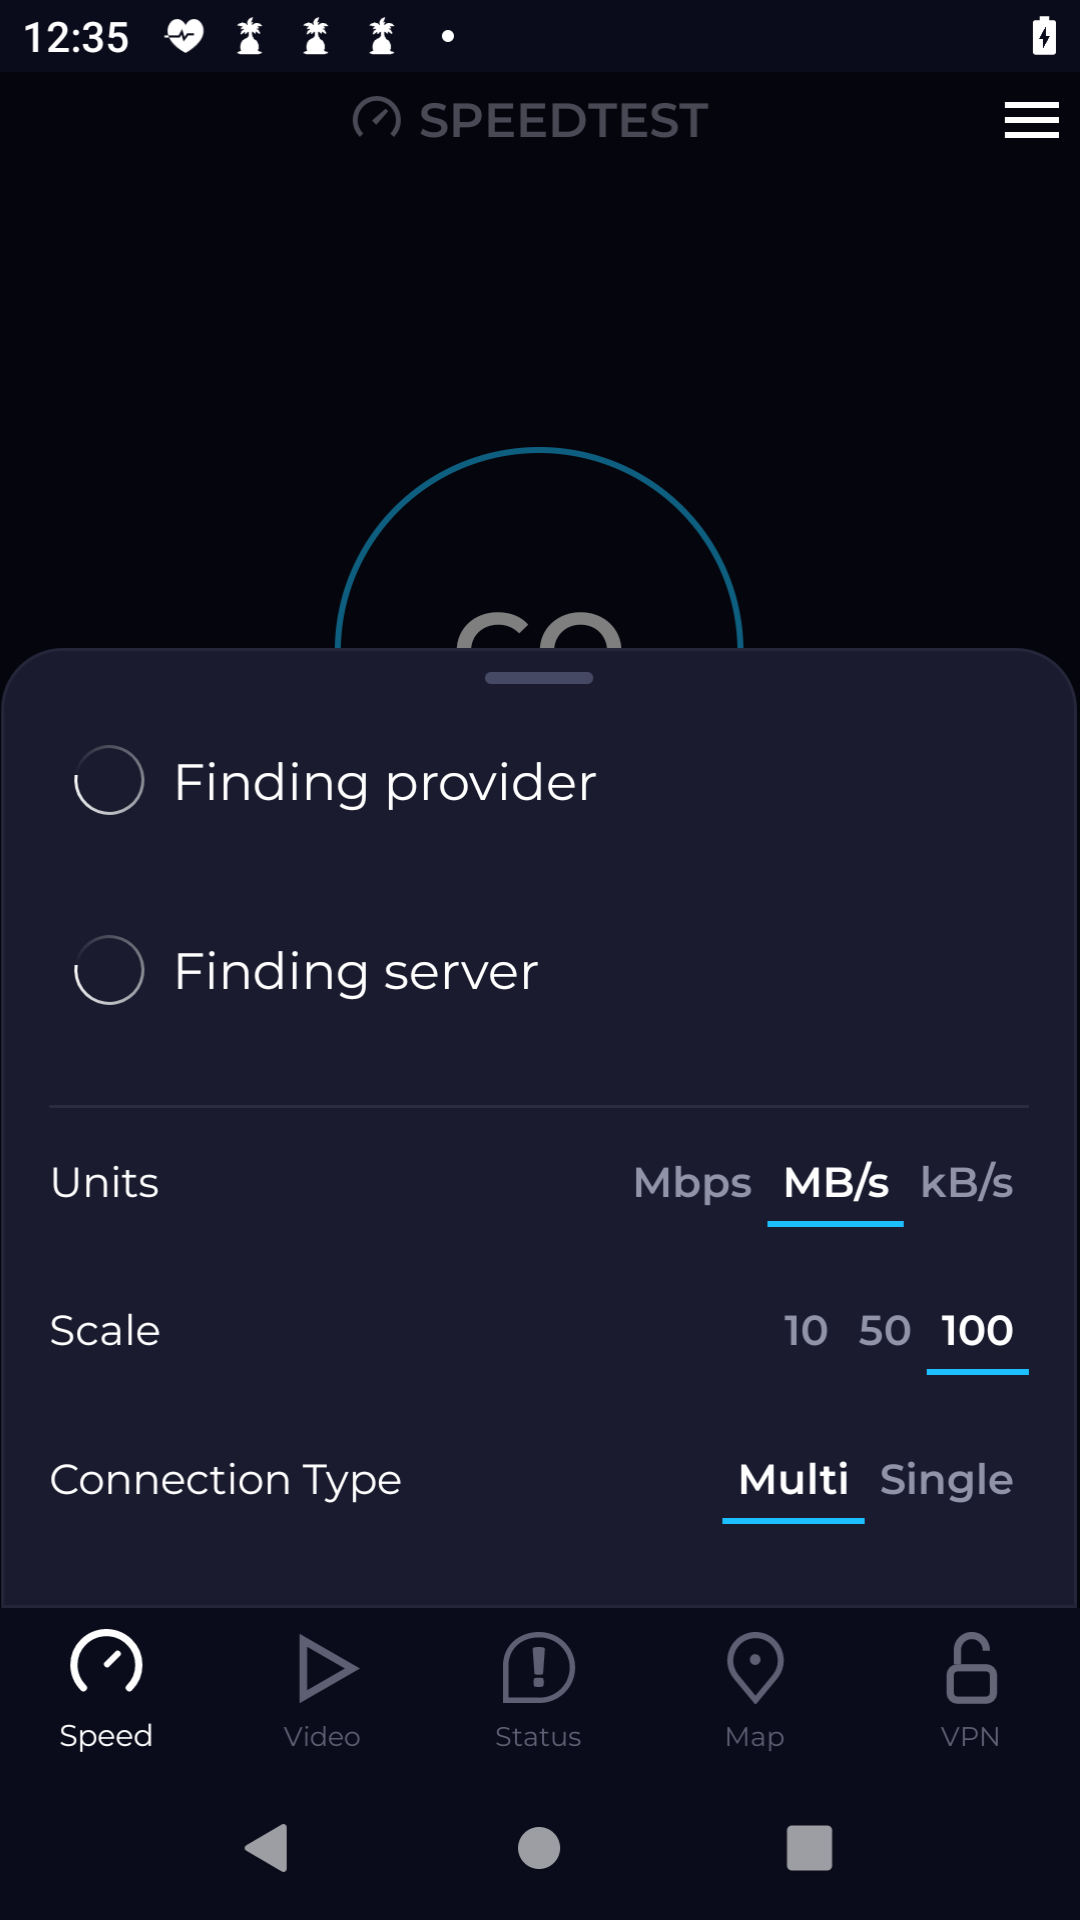 12:35
SPEEDTEST
GO
Finding provider
Finding server
Units Mbps MB/s kB/s
Scale 10 50 100
Connection Type Multi Single
Speed Video Status Map VPN